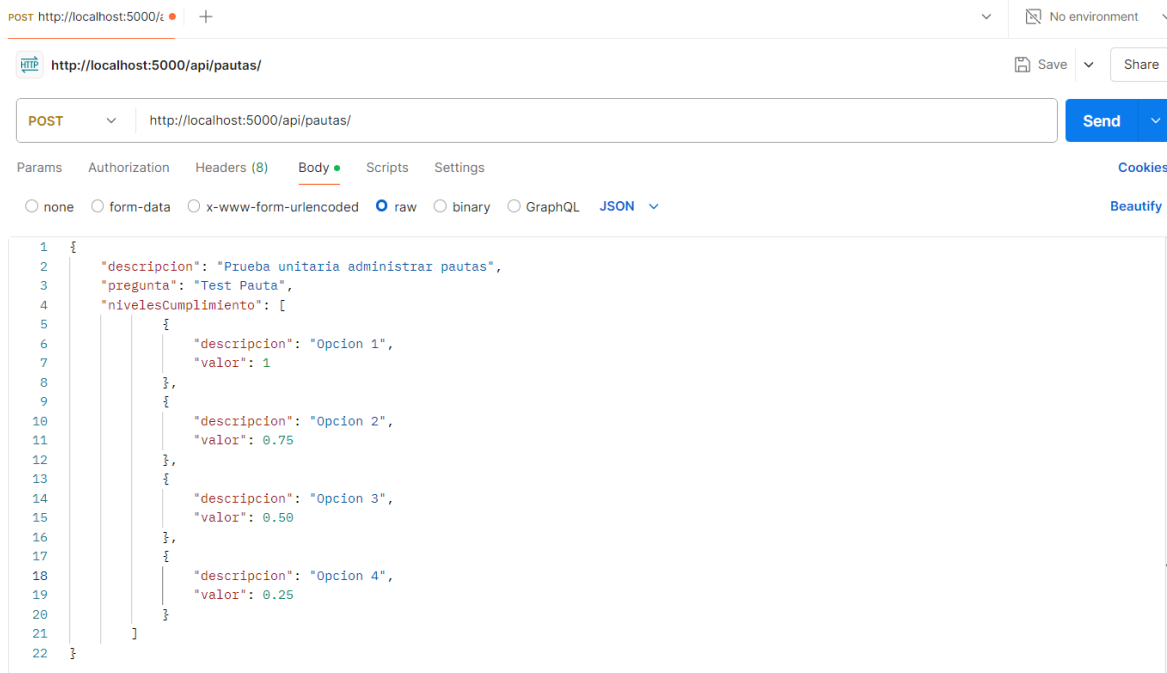 POST http://localhost:5000/a
No environment
HTTP http://localhost:5000/api/pautas/
Save
Share
POST
http://localhost:5000/api/pautas/
Send
Params Authorization Headers (8) Body Scripts Settings
Cookies
none form-data x-www-form-urlencoded raw binary GraphQL JSON
Beautify
1 {
2 "descripcion": "Prueba unitaria administrar pautas",
3 "pregunta": "Test Pauta",
4 "nivelesCumplimiento": [
5 {
6 "descripcion": "Opcion 1",
7 "valor": 1
8 },
9 {
10 "descripcion": "Opcion 2",
11 "valor": 0.75
12 },
13 {
14 "descripcion": "Opcion 3",
15 "valor": 0.50
16 },
17 {
18 "descripcion": "Opcion 4",
19 "valor": 0.25
20 }
21 ]
22 }